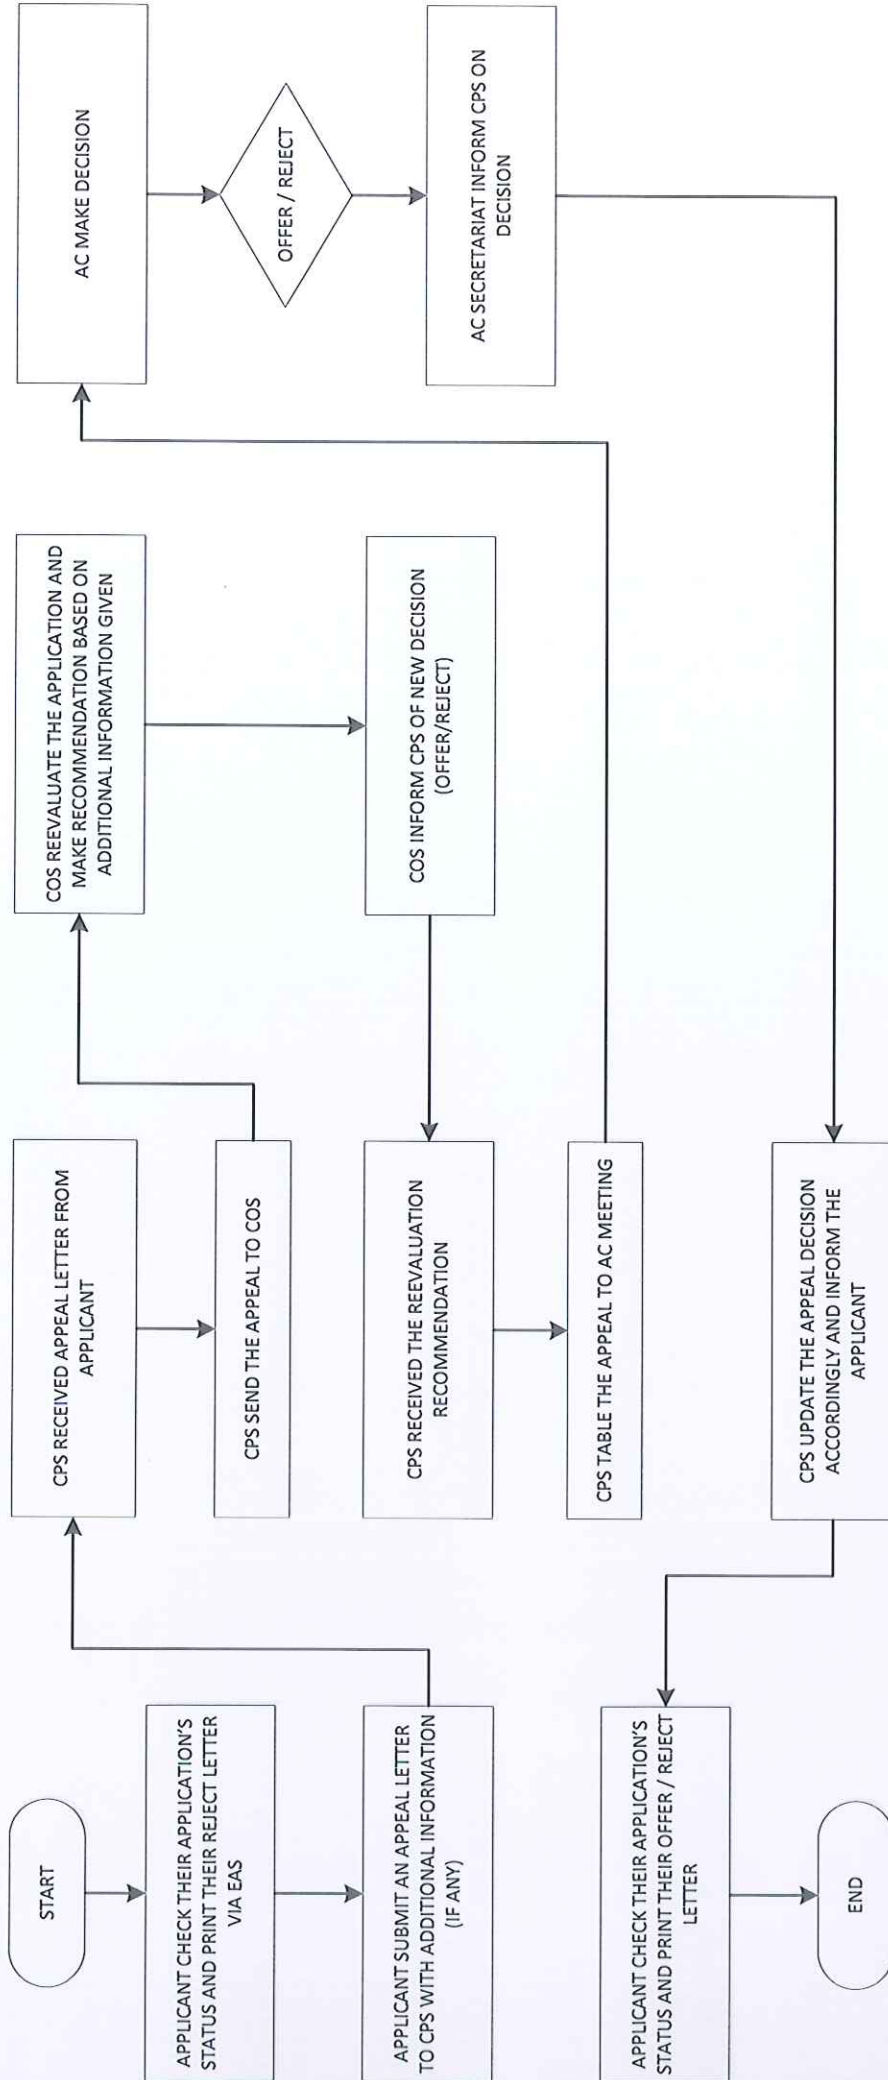 START
APPLICANT CHECK THEIR APPLICATION'S
STATUS AND PRINT THEIR REJECT LETTER
VIA EAS
APPLICANT SUBMIT AN APPEAL LETTER
TO CPS WITH ADDITIONAL INFORMATION
(IF ANY)
CPS RECEIVED APPEAL LETTER FROM
APPLICANT
CPS SEND THE APPEAL TO COS
COS REEVALUATE THE APPLICATION AND
MAKE RECOMMENDATION BASED ON
ADDITIONAL INFORMATION GIVEN
COS INFORM CPS OF NEW DECISION
(OFFER/REJECT)
CPS RECEIVED THE REEVALUATION
RECOMMENDATION
CPS TABLE THE APPEAL TO AC MEETING
AC MAKE DECISION
OFFER / REJECT
AC SECRETARIAT INFORM CPS ON
DECISION
CPS UPDATE THE APPEAL DECISION
ACCORDINGLY AND INFORM THE
APPLICANT
APPLICANT CHECK THEIR APPLICATION'S
STATUS AND PRINT THEIR OFFER / REJECT
LETTER
END